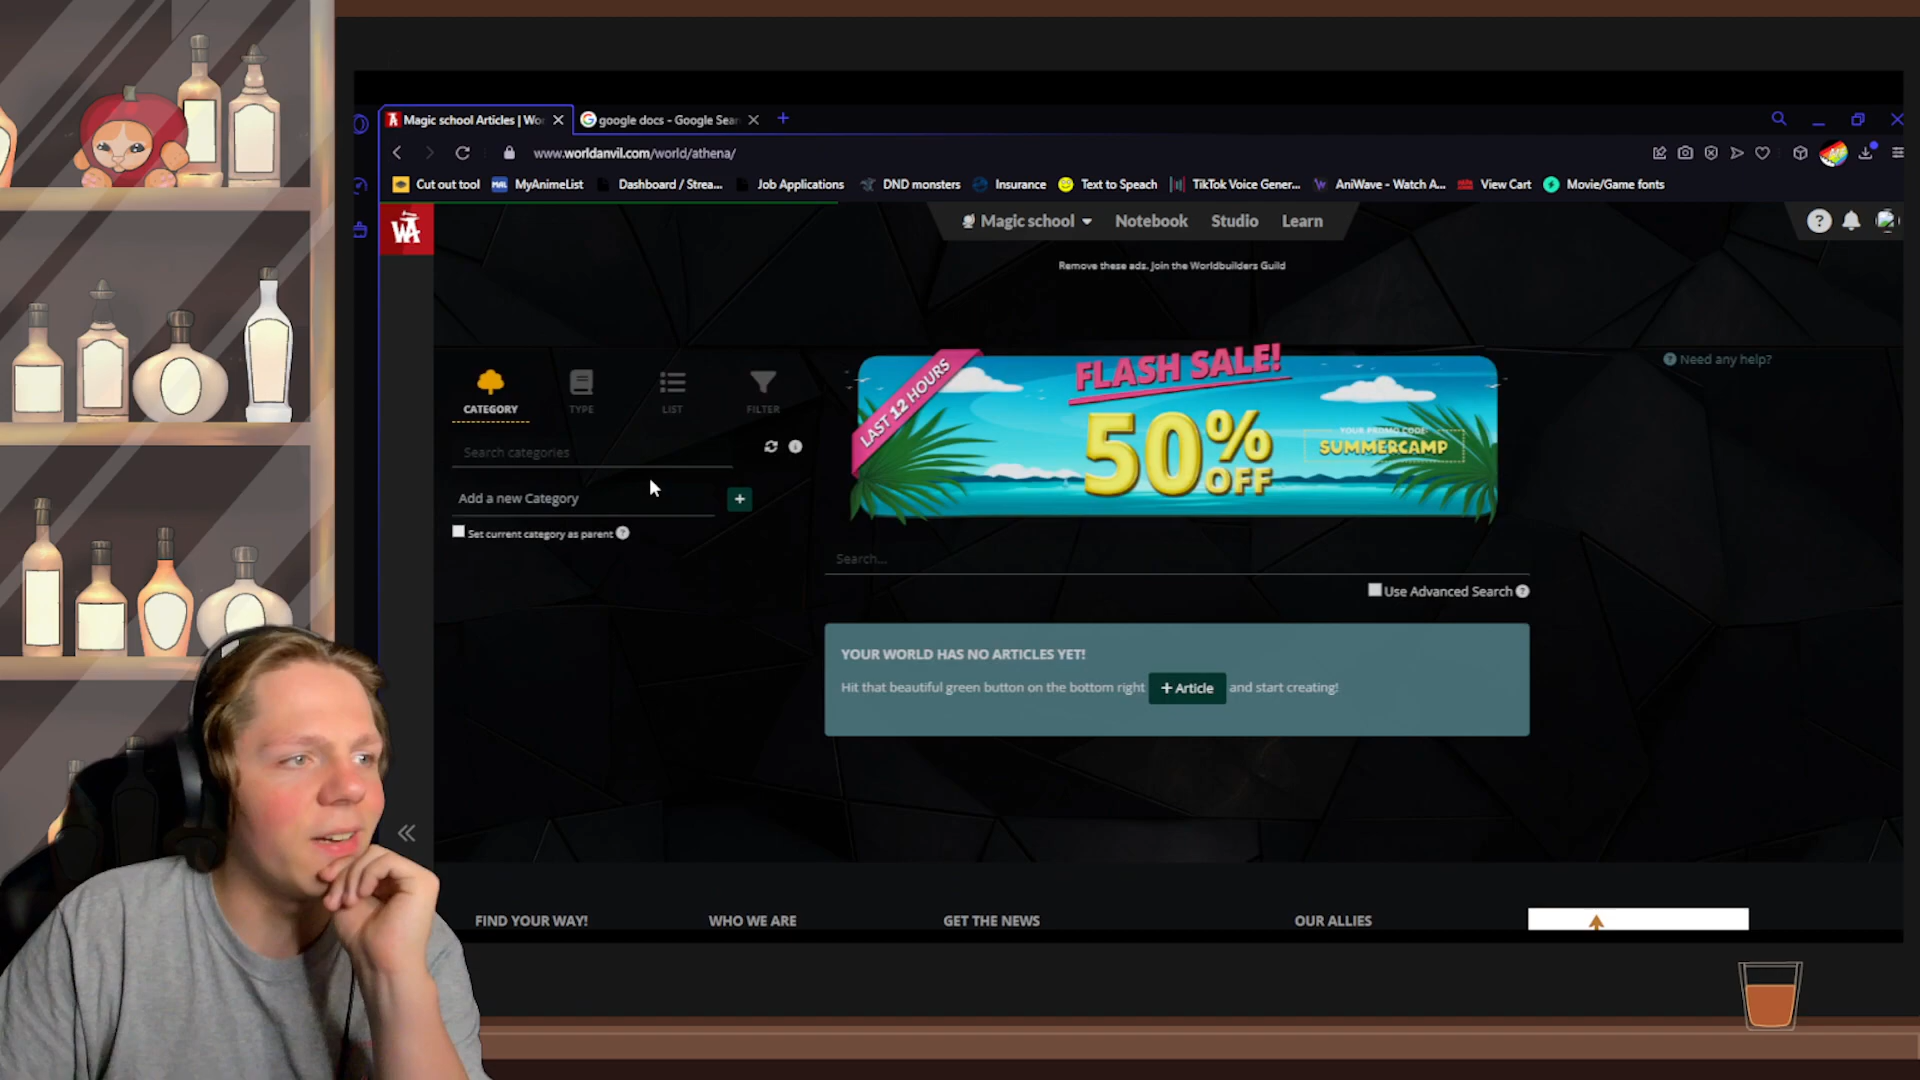 Magic school Articles | Wo
google docs - Google Sear
www.worldanvil.com/world/athena/
Cut out tool
MAL
MyAnimeList
Dashboard / Strea...
Job Applications
DND monsters
Insurance
Text to Speach
TikTok Voice Gener...
AniWave - Watch A...
View Cart
Movie/Game fonts
WA
Magic school
Notebook
Studio
Learn
Remove these ads. Join the Worldbuilders Guild
CATEGORY
TYPE
LIST
FILTER
Search categories
Add a new Category
Set current category as parent
LAST 12 HOURS
FLASH SALE!
50% OFF
YOUR PROMO CODE:
SUMMERCAMP
Need any help?
Search...
Use Advanced Search
YOUR WORLD HAS NO ARTICLES YET!
Hit that beautiful green button on the bottom right + Article and start creating!
FIND YOUR WAY!
WHO WE ARE
GET THE NEWS
OUR ALLIES